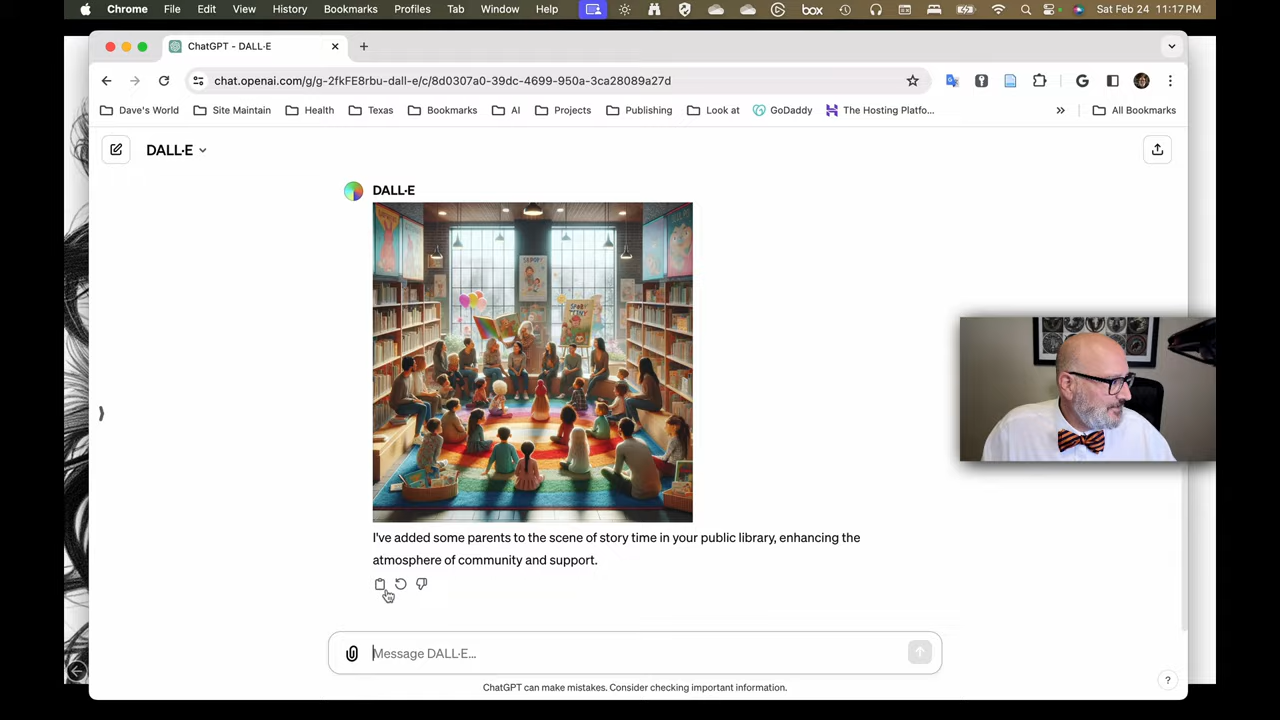 Chrome File Edit View History Bookmarks Profiles Tab Window Help box Sat Feb 24 11:17 PM
ChatGPT - DALL·E
chat.openai.com/g/g-2fkFE8rbu-dall-e/c/8d0307a0-39dc-4699-950a-3ca28089a27d
Dave's World Site Maintain Health Texas Bookmarks AI Projects Publishing Look at GoDaddy The Hosting Platfo... » All Bookmarks
DALL·E
DALL·E
I've added some parents to the scene of story time in your public library, enhancing the
atmosphere of community and support.
Message DALL·E...
ChatGPT can make mistakes. Consider checking important information.
?